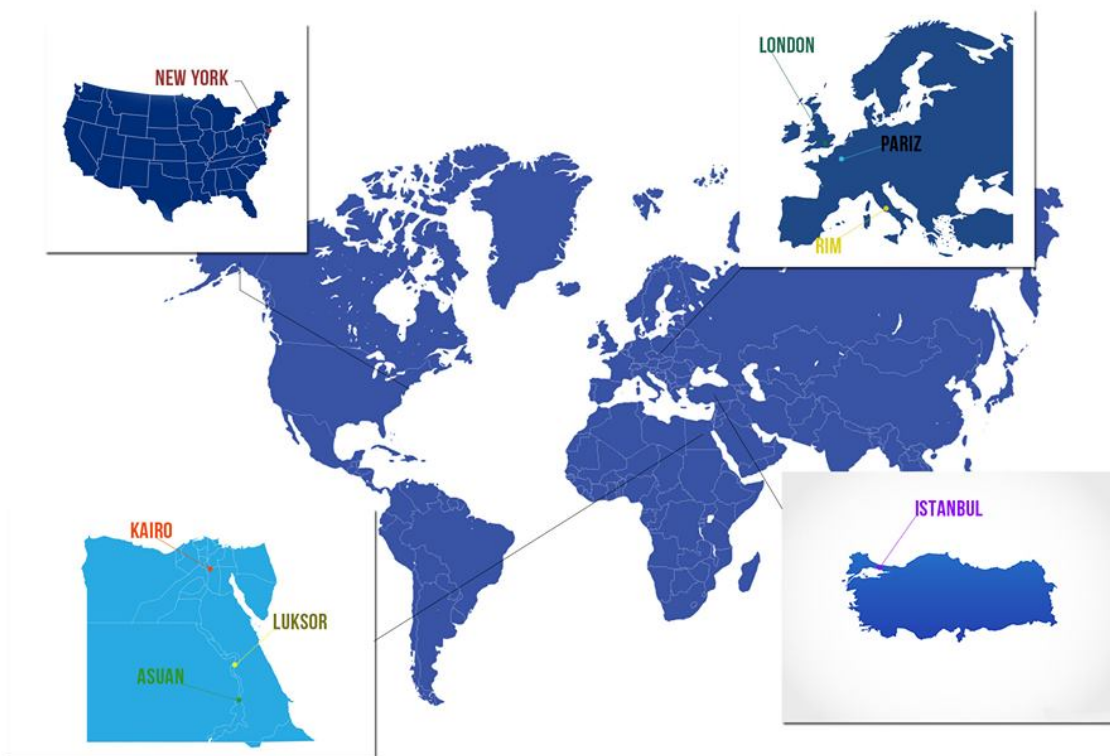 NEW YORK
LONDON
PARIZ
RIM
KAIRO
LUKSOR
ASUAN
ISTANBUL